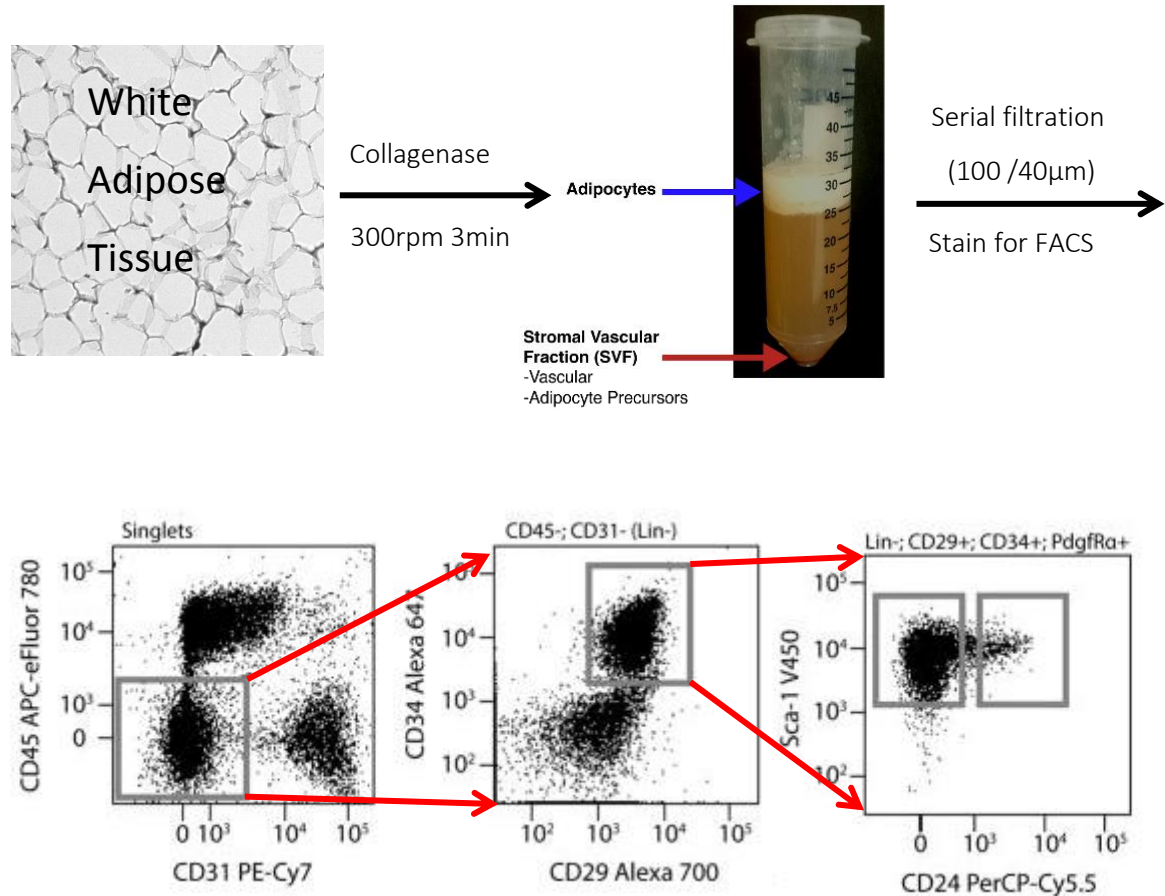 White
Adipose
Tissue
Collagenase
300rpm 3min
Adipocytes
Stromal Vascular
Fraction (SVF)
-Vascular
-Adipocyte Precursors
45
40
35
30
25
20
15
10
7.5
5
Serial filtration
(100 /40µm)
Stain for FACS
Singlets
CD45 APC-eFluor 780
10⁵
10⁴
10³
0
0 10³ 10⁴ 10⁵
CD31 PE-Cy7
CD45-; CD31- (Lin-)
CD34 Alexa 647
10⁴
10³
10²
10² 10³ 10⁴ 10⁵
CD29 Alexa 700
Lin-; CD29+; CD34+; PdgfRα+
Sca-1 V450
10⁵
10⁴
10³
10²
0 10³ 10⁴ 10⁵
CD24 PerCP-Cy5.5